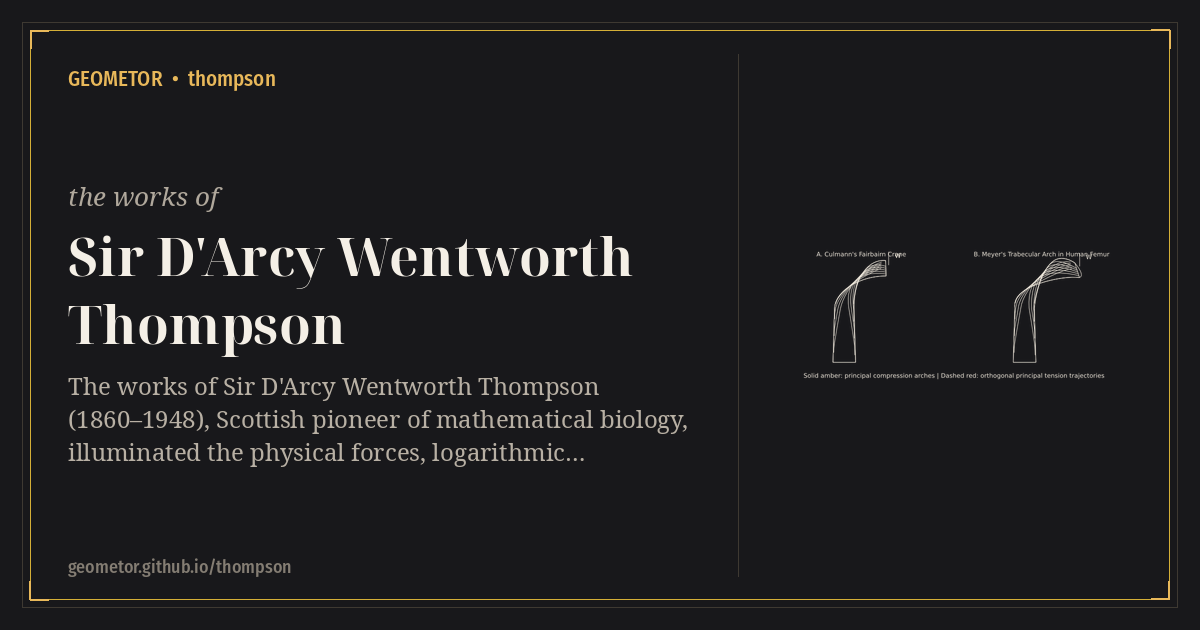 GEOMETOR • thompson
the works of
Sir D'Arcy Wentworth
Thompson
The works of Sir D'Arcy Wentworth Thompson
(1860–1948), Scottish pioneer of mathematical biology,
illuminated the physical forces, logarithmic...
geometor.github.io/thompson
A. Culmann's Fairbairn Crane W
B. Meyer's Trabecular Arch in Human Femur W
Solid amber: principal compression arches | Dashed red: orthogonal principal tension trajectories